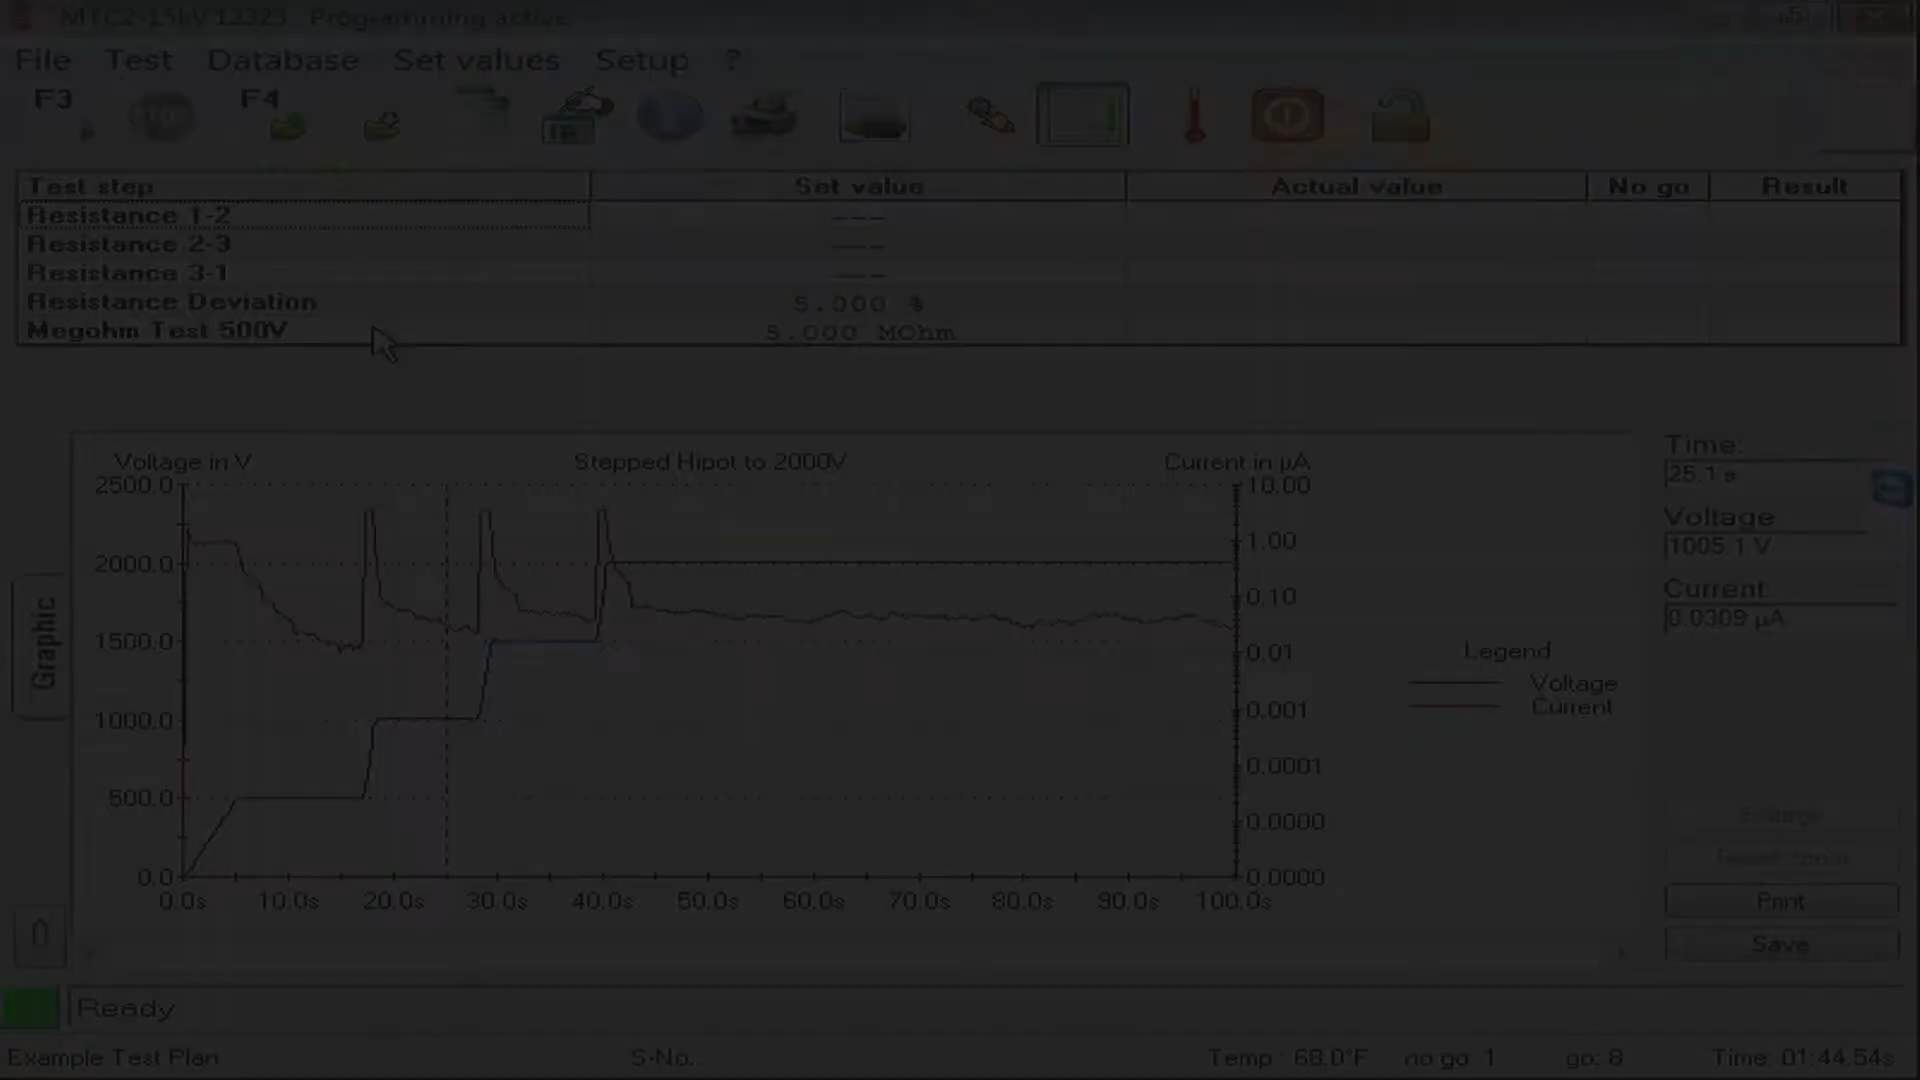 MTC2-15kV 12323 Programming active
File Test Database Set values Setup ?
F3 F4
Test step Set value Actual value No go Result
Resistance 1-2 ---
Resistance 2-3 ---
Resistance 3-1 ---
Resistance Deviation 5.000 %
Megohm Test 500V 5.000 MOhm
Voltage in V Stepped Hipot to 2000V Current in µA
2500.0 10.00
2000.0 1.00
1500.0 0.10
1000.0 0.01
500.0 0.001
0.0 0.0001
0.0000
0.0000
0.0s 10.0s 20.0s 30.0s 40.0s 50.0s 60.0s 70.0s 80.0s 90.0s 100.0s
Graphic
Legend
Voltage
Current
Time:
25.1 s
Voltage
1005.1 V
Current
0.0309 µA
Print
Save
Ready
Example Test Plan S-No.: Temp.: 68.0°F no go: 1 go: 8 Time: 01:44.54s